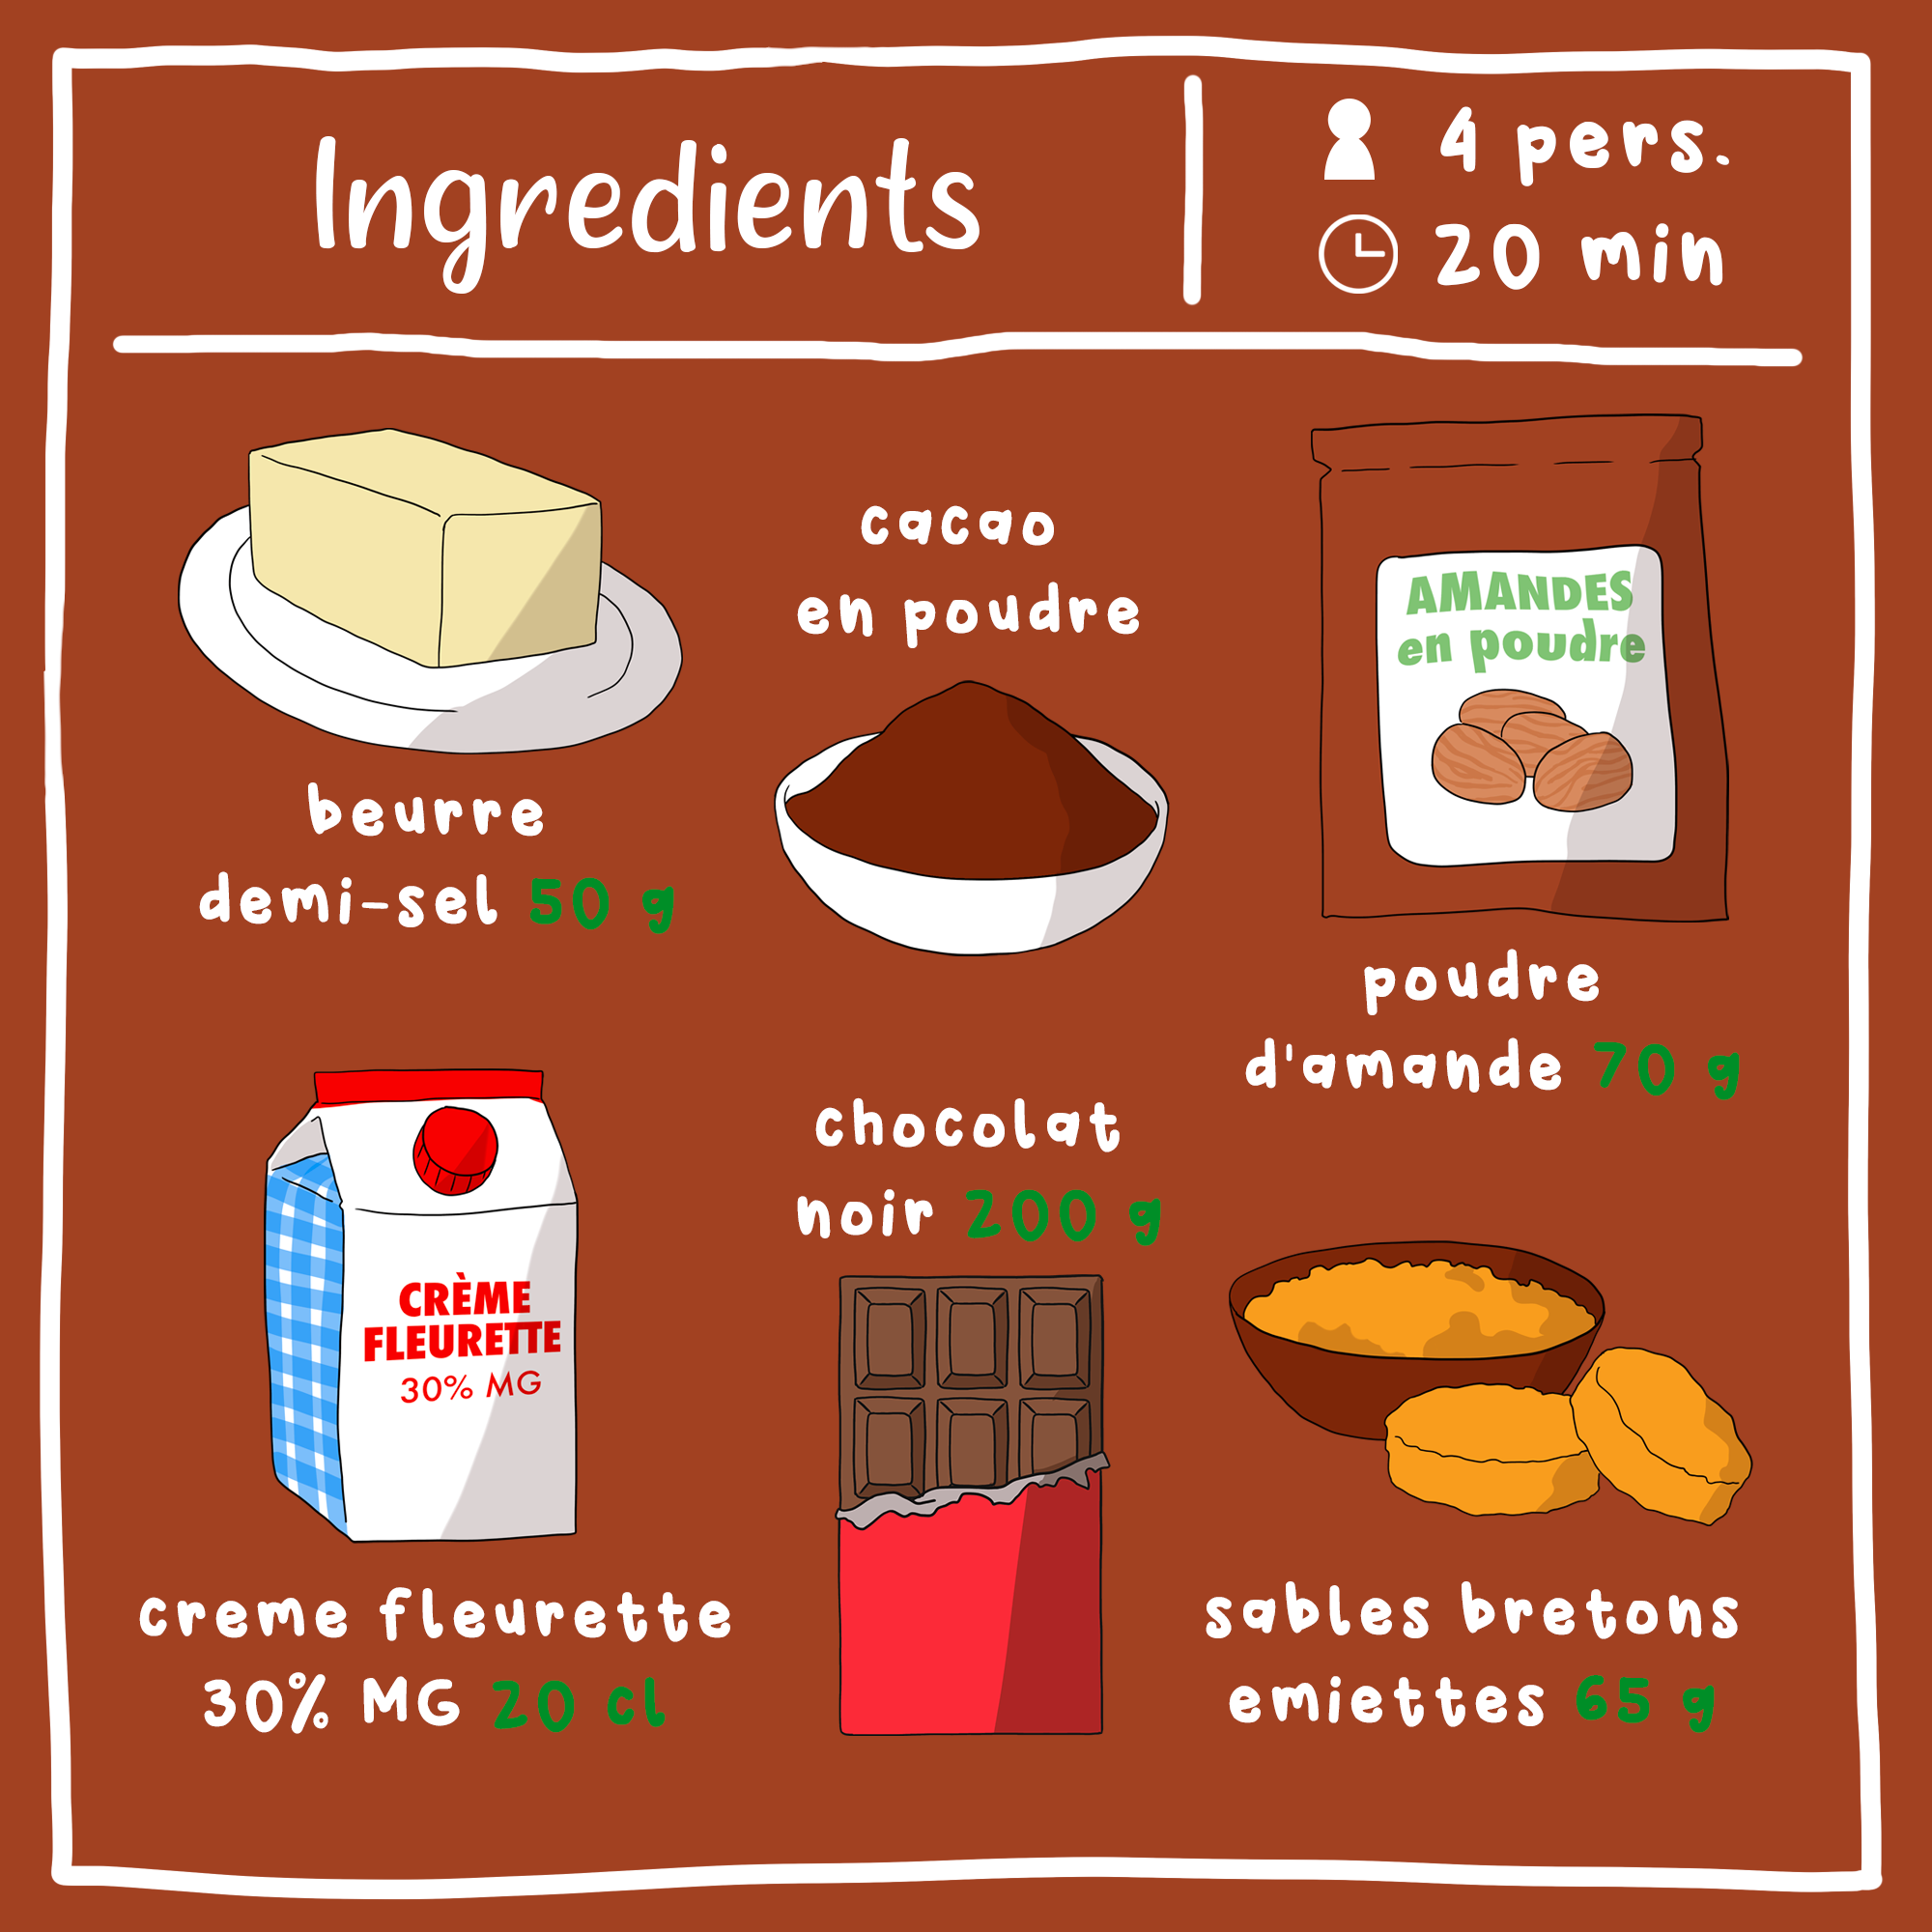 Ingredients
4 pers.
20 min
cacao
en poudre
AMANDES
en poudre
beurre
demi-sel 50 g
poudre
d'amande 70 g
chocolat
noir 200 g
CRÈME
FLEURETTE
30% MG
creme fleurette
30% MG 20 cl
sables bretons
emiettes 65 g